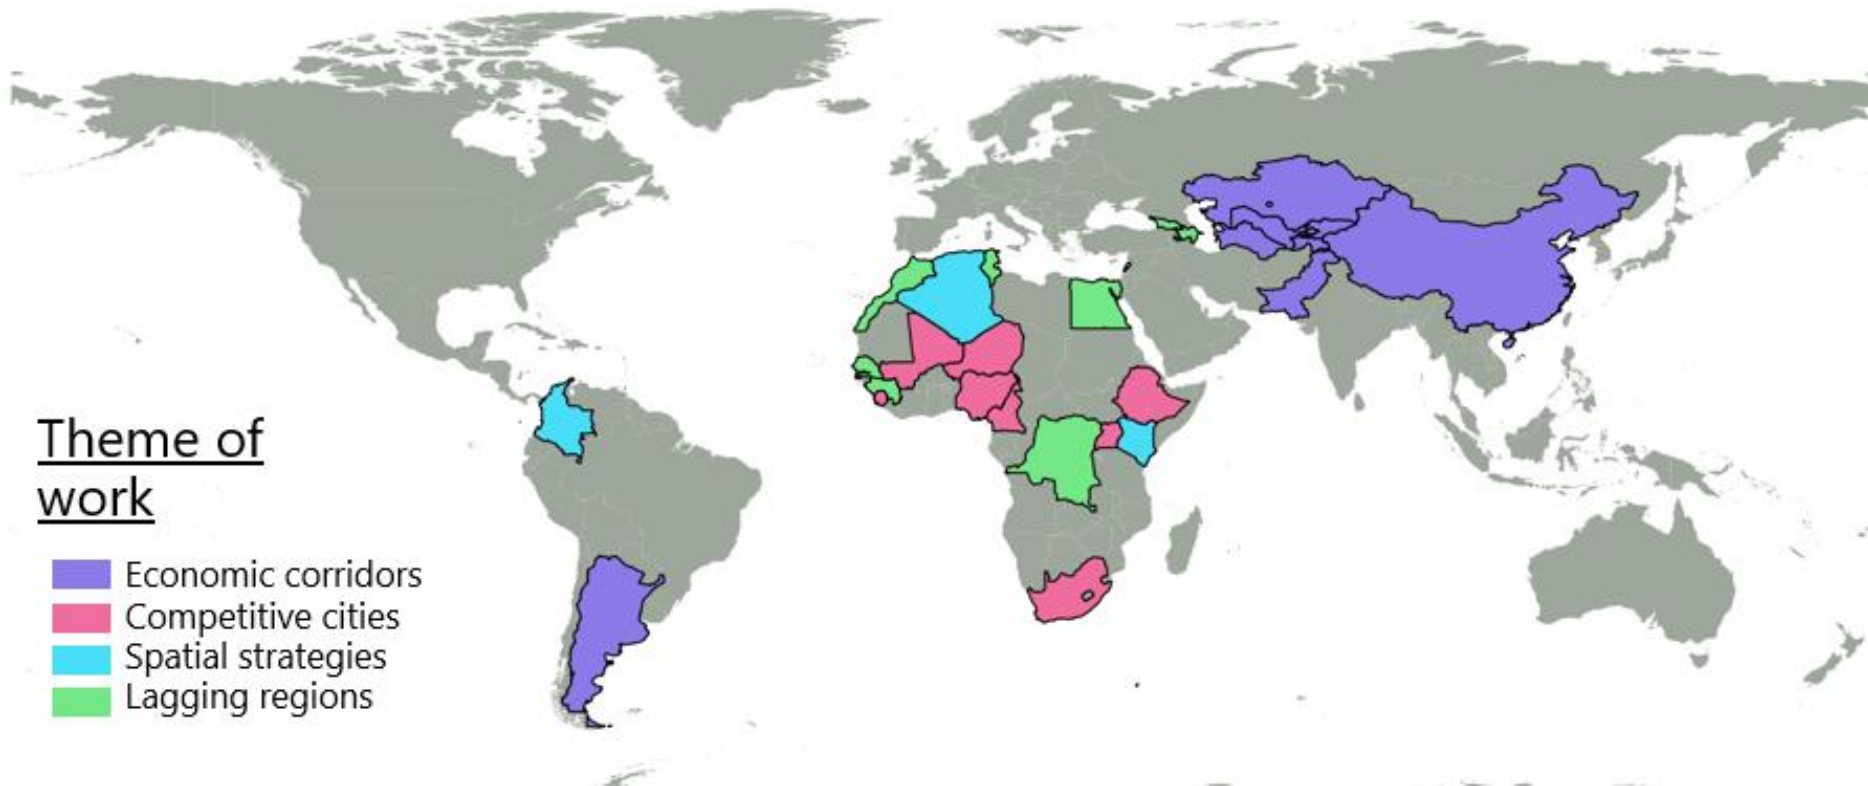 Theme of
work
Economic corridors
Competitive cities
Spatial strategies
Lagging regions